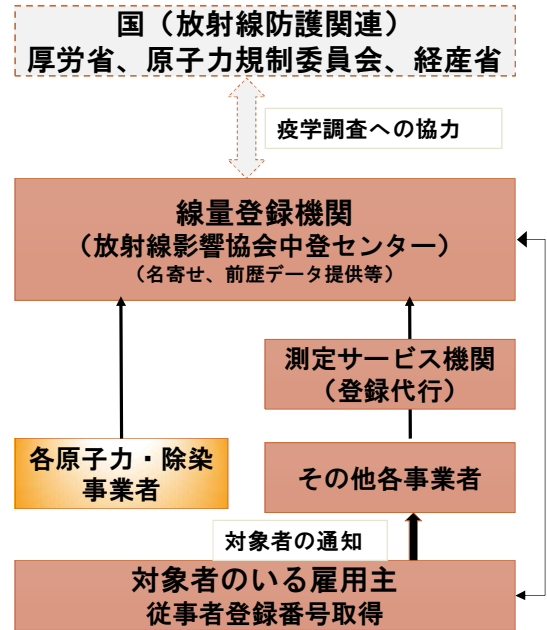 国（放射線防護関連）
厚労省、原子力規制委員会、経産省
疫学調査への協力
線量登録機関
（放射線影響協会中登センター）
（名寄せ、前歴データ提供等）
測定サービス機関
（登録代行）
各原子力・除染
事業者
その他各事業者
対象者の通知
対象者のいる雇用主
従事者登録番号取得